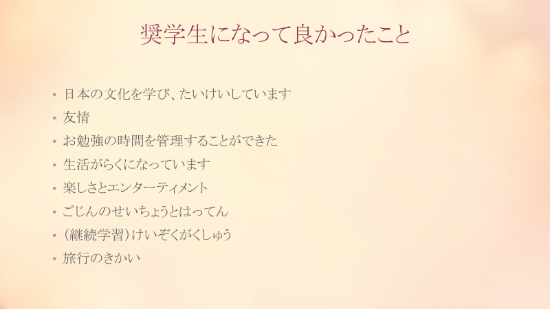 奨学生になって良かったこと
• 日本の文化を学び、たいけいしています
• 友情
• お勉強の時間を管理することができた
• 生活がらくになっています
• 楽しさとエンターティメント
• ごじんのせいちょうとはってん
• （継続学習）けいぞくがくしゅう
• 旅行のきかい